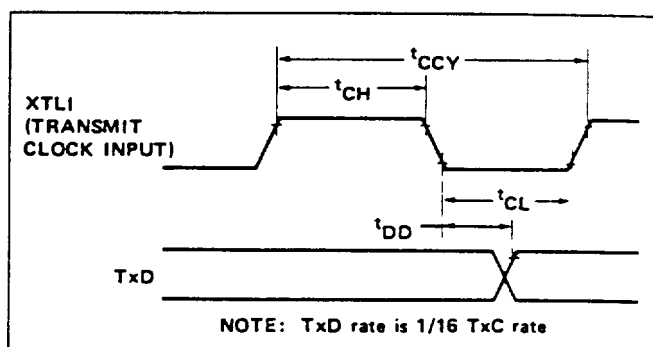 tCCY
tCH
XTLI
(TRANSMIT
CLOCK INPUT)
tCL
tDD
TxD
NOTE: TxD rate is 1/16 TxC rate